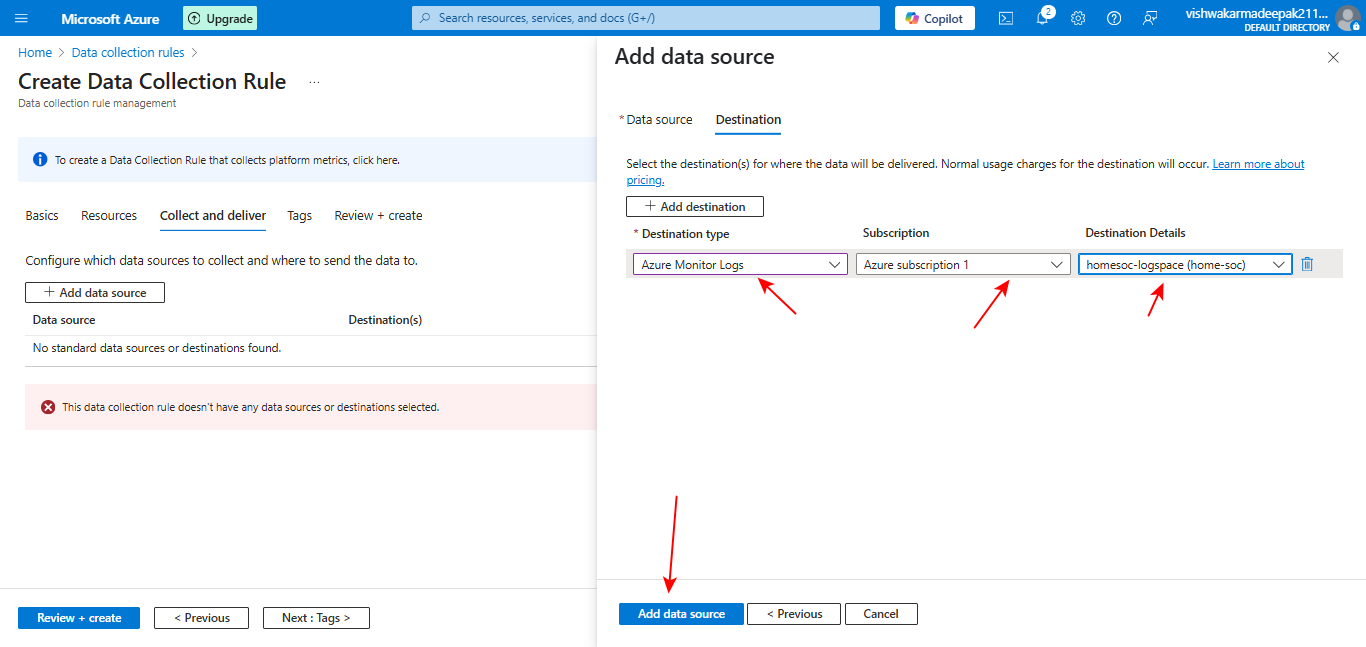 Microsoft Azure
Upgrade
Search resources, services, and docs (G+/)
Copilot
2
vishwakarmadeepak211...
DEFAULT DIRECTORY
Home > Data collection rules >
Create Data Collection Rule ...
Data collection rule management
To create a Data Collection Rule that collects platform metrics, click here.
Basics Resources Collect and deliver Tags Review + create
Configure which data sources to collect and where to send the data to.
+ Add data source
Data source Destination(s)
No standard data sources or destinations found.
This data collection rule doesn't have any data sources or destinations selected.
Review + create < Previous Next : Tags >
Add data source
* Data source Destination
Select the destination(s) for where the data will be delivered. Normal usage charges for the destination will occur. Learn more about
pricing.
+ Add destination
* Destination type Subscription Destination Details
Azure Monitor Logs Azure subscription 1 homesoc-logspace (home-soc)
Add data source < Previous Cancel